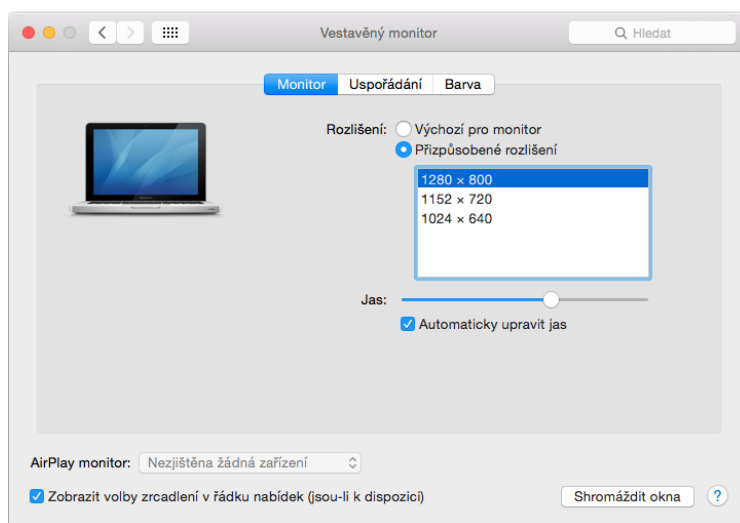 Vestavěný monitor
Hledat
Monitor Uspořádání Barva
Rozlišení: Výchozí pro monitor
Přizpůsobené rozlišení
1280 × 800
1152 × 720
1024 × 640
Jas:
Automaticky upravit jas
AirPlay monitor: Nezjištěna žádná zařízení
Zobrazit volby zrcadlení v řádku nabídek (jsou-li k dispozici) Shromáždit okna ?